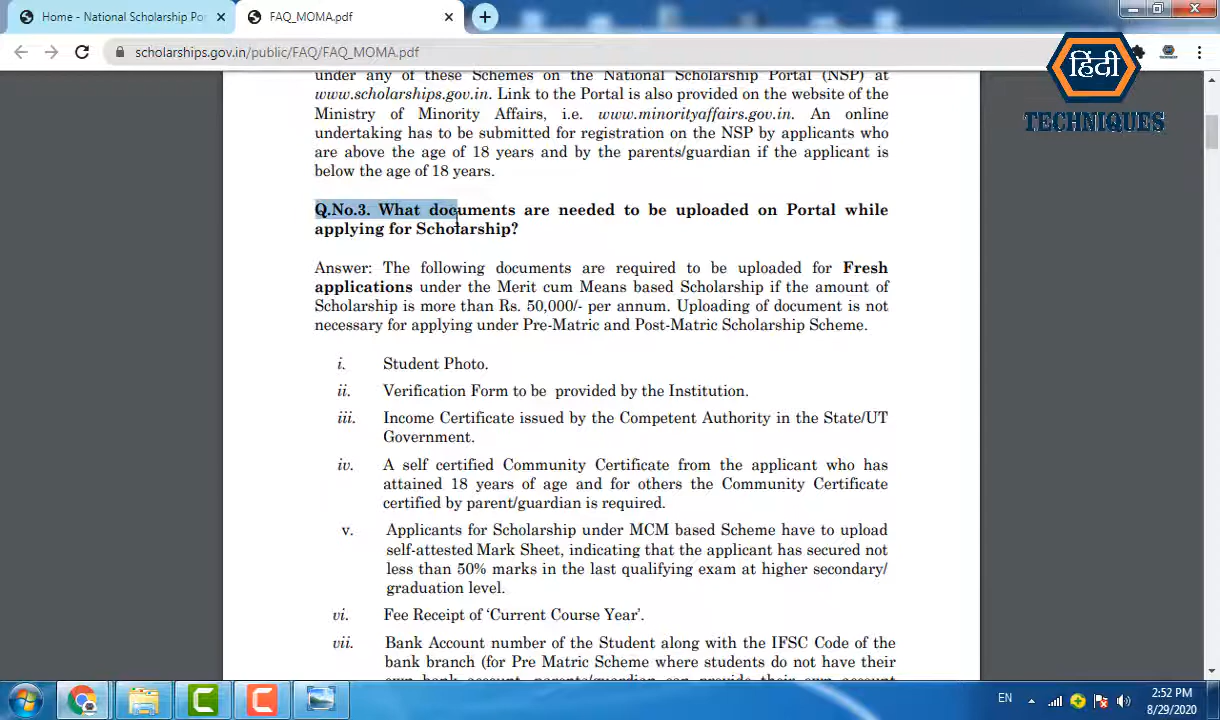 Home - National Scholarship Po
FAQ_MOMA.pdf
scholarships.gov.in/public/FAQ/FAQ_MOMA.pdf
हिंदी
TECHNIQUES
under any of these Schemes on the National Scholarship Portal (NSP) at
www.scholarships.gov.in. Link to the Portal is also provided on the website of the
Ministry of Minority Affairs, i.e. www.minorityaffairs.gov.in. An online
undertaking has to be submitted for registration on the NSP by applicants who
are above the age of 18 years and by the parents/guardian if the applicant is
below the age of 18 years.
Q.No.3. What documents are needed to be uploaded on Portal while
applying for Scholarship?
Answer: The following documents are required to be uploaded for Fresh
applications under the Merit cum Means based Scholarship if the amount of
Scholarship is more than Rs. 50,000/- per annum. Uploading of document is not
necessary for applying under Pre-Matric and Post-Matric Scholarship Scheme.
i. Student Photo.
ii. Verification Form to be provided by the Institution.
iii. Income Certificate issued by the Competent Authority in the State/UT
Government.
iv. A self certified Community Certificate from the applicant who has
attained 18 years of age and for others the Community Certificate
certified by parent/guardian is required.
v. Applicants for Scholarship under MCM based Scheme have to upload
self-attested Mark Sheet, indicating that the applicant has secured not
less than 50% marks in the last qualifying exam at higher secondary/
graduation level.
vi. Fee Receipt of ‘Current Course Year’.
vii. Bank Account number of the Student along with the IFSC Code of the
bank branch (for Pre Matric Scheme where students do not have their
own bank account, parents/guardian can provide their own account
EN
2:52 PM
8/29/2020